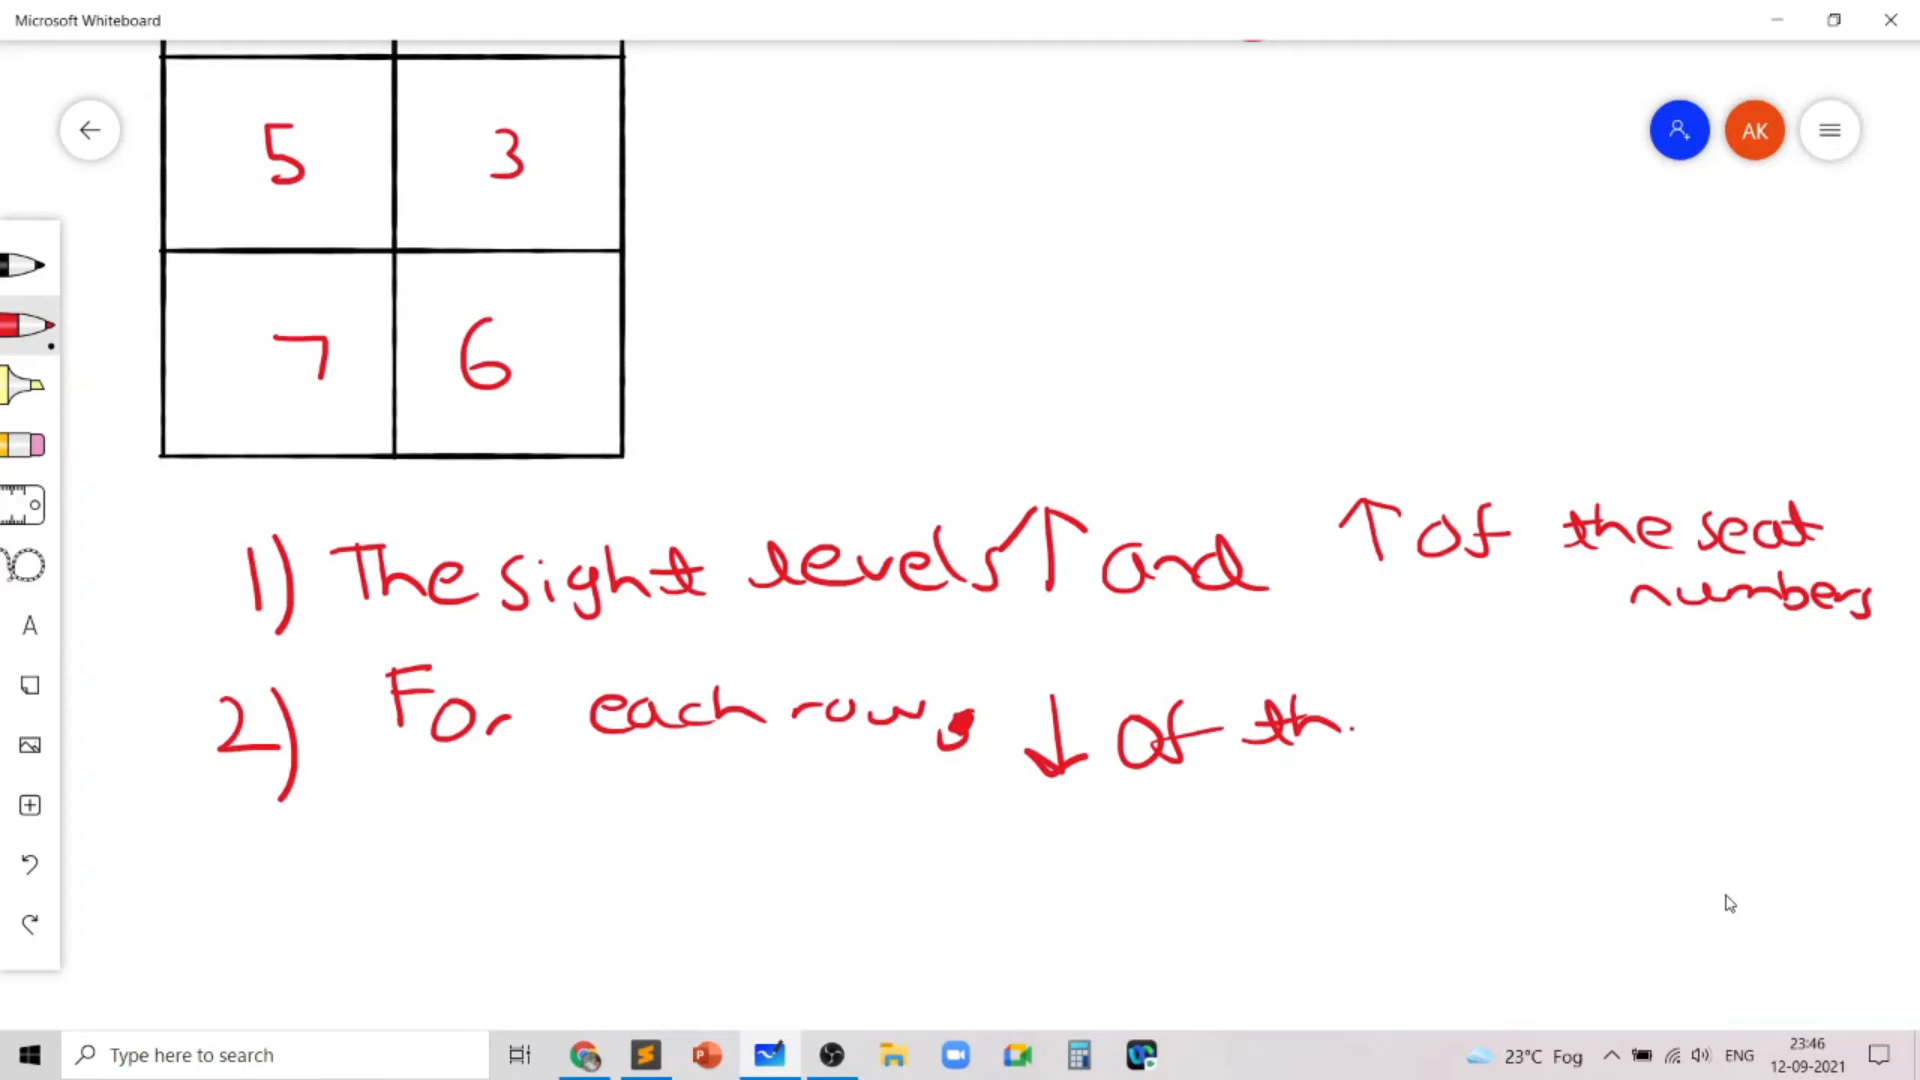 Microsoft Whiteboard
AK
5 3
7 6
1) The sight levels ↑ and ↑ of the seat
numbers
2) For each row, ↓ of th.
A
Type here to search
23°C Fog
ENG
23:46
12-09-2021